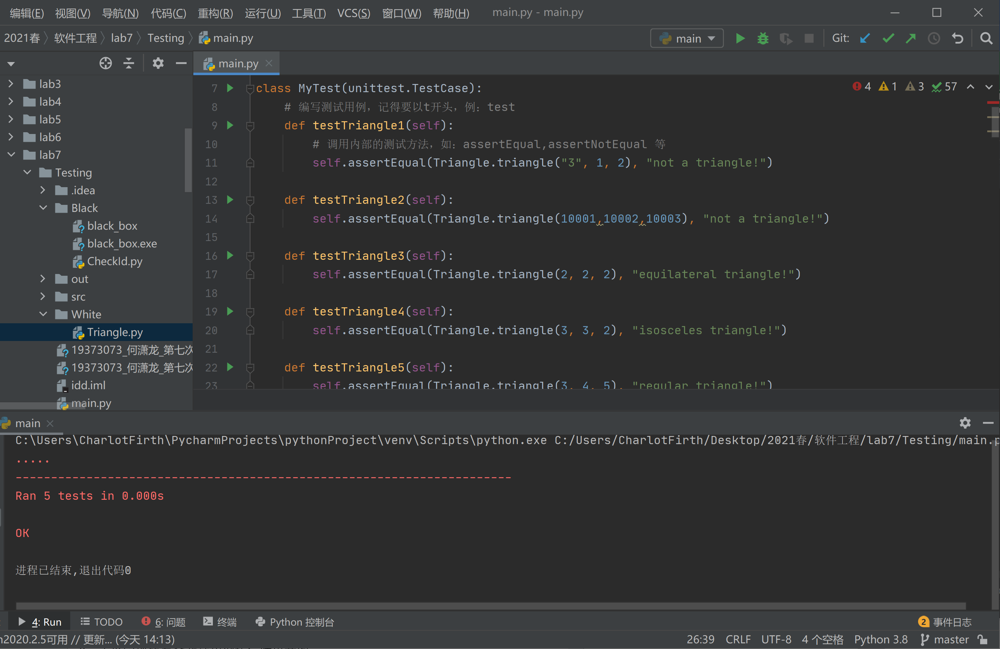 编辑(E) 视图(V) 导航(N) 代码(C) 重构(R) 运行(U) 工具(T) VCS(S) 窗口(W) 帮助(H) main.py - main.py
2021春 软件工程 lab7 Testing main.py main Git:
main.py
lab3
lab4
lab5
lab6
lab7
Testing
.idea
Black
black_box
black_box.exe
CheckId.py
out
src
White
Triangle.py
19373073_何潇龙_第七次
19373073_何潇龙_第七次
idd.iml
main.py
4 1 3 57
7 class MyTest(unittest.TestCase):
8 # 编写测试用例，记得要以t开头，例：test
9 def testTriangle1(self):
10 # 调用内部的测试方法，如：assertEqual,assertNotEqual 等
11 self.assertEqual(Triangle.triangle("3", 1, 2), "not a triangle!")
12
13 def testTriangle2(self):
14 self.assertEqual(Triangle.triangle(10001,10002,10003), "not a triangle!")
15
16 def testTriangle3(self):
17 self.assertEqual(Triangle.triangle(2, 2, 2), "equilateral triangle!")
18
19 def testTriangle4(self):
20 self.assertEqual(Triangle.triangle(3, 3, 2), "isosceles triangle!")
21
22 def testTriangle5(self):
23 self.assertEqual(Triangle.triangle(3, 4, 5), "regular triangle!")
main
C:\Users\CharlotFirth\PycharmProjects\pythonProject\venv\Scripts\python.exe C:/Users/CharlotFirth/Desktop/2021春/软件工程/lab7/Testing/main.p
.....
----------------------------------------------------------------------
Ran 5 tests in 0.000s
OK
进程已结束,退出代码0
4: Run TODO 6: 问题 终端 Python 控制台 2 事件日志
2020.2.5可用 // 更新... (今天 14:13) 26:39 CRLF UTF-8 4 个空格 Python 3.8 master